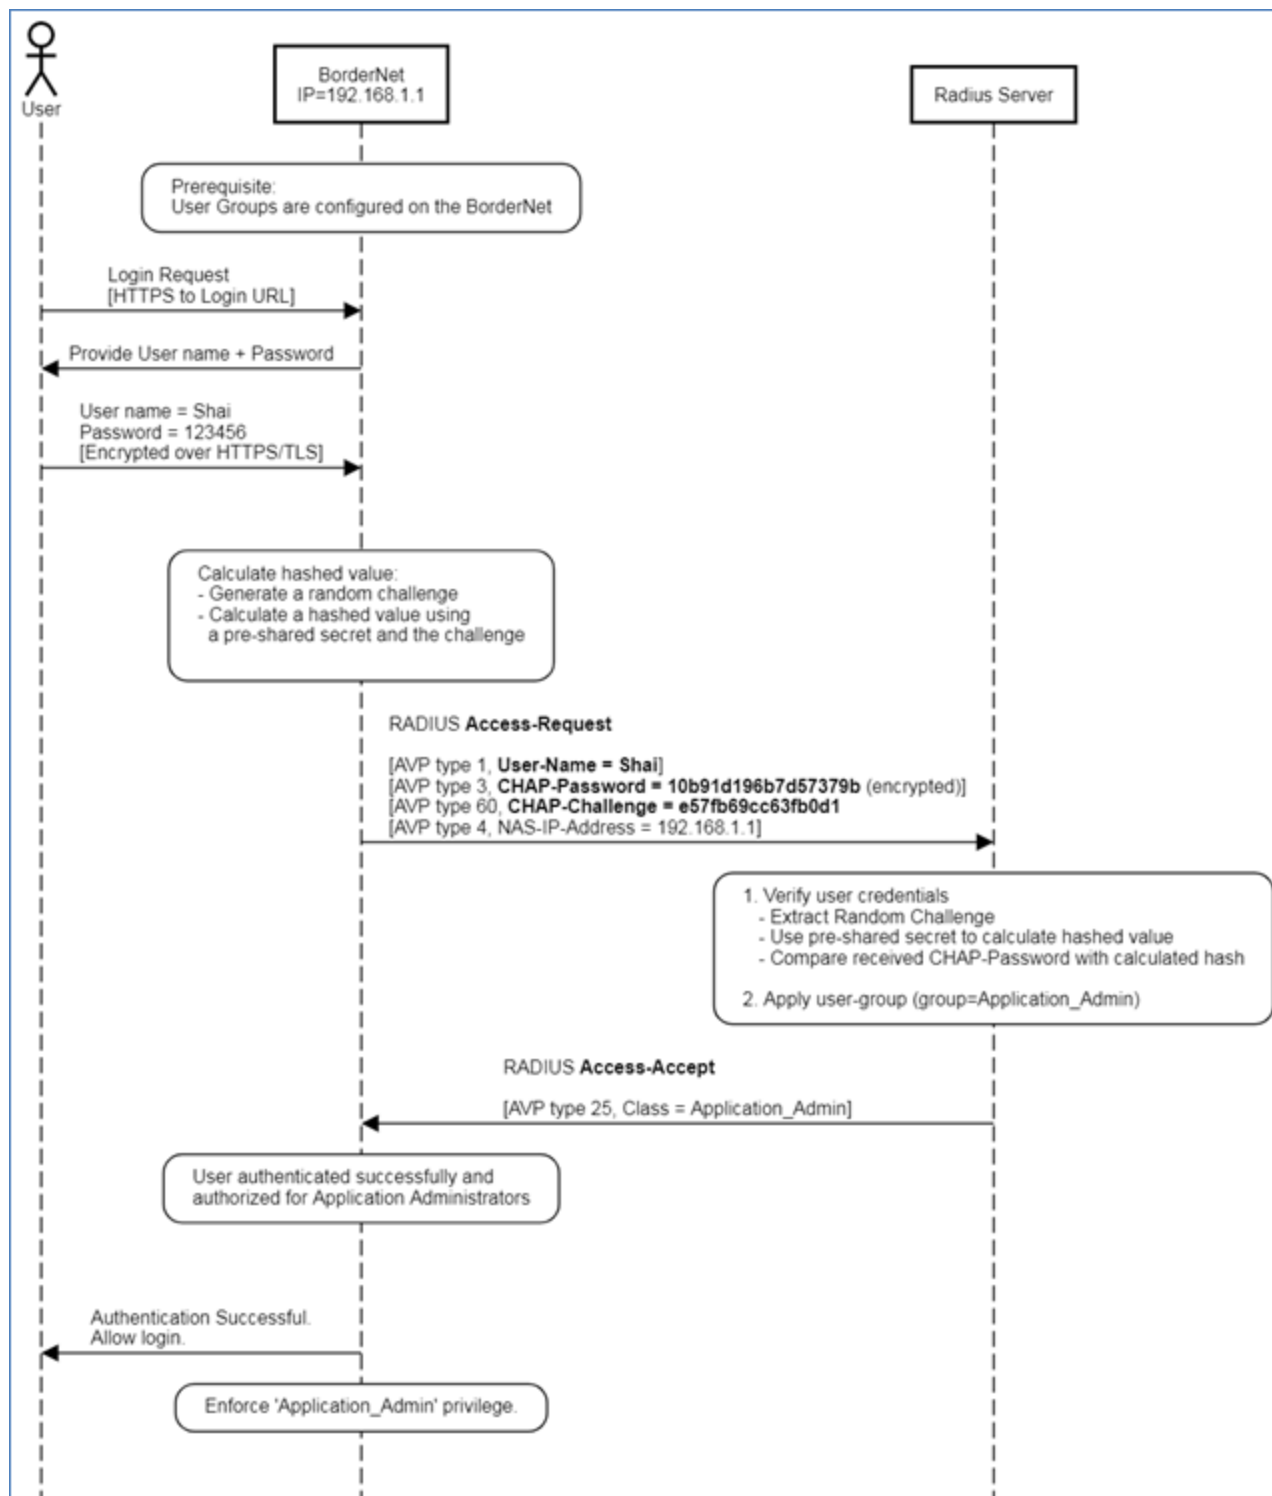 User
BorderNet
IP=192.168.1.1
Radius Server
Prerequisite:
User Groups are configured on the BorderNet
Login Request
[HTTPS to Login URL]
Provide User name + Password
User name = Shai
Password = 123456
[Encrypted over HTTPS/TLS]
Calculate hashed value:
- Generate a random challenge
- Calculate a hashed value using
a pre-shared secret and the challenge
RADIUS Access-Request
[AVP type 1, User-Name = Shai]
[AVP type 3, CHAP-Password = 10b91d196b7d57379b (encrypted)]
[AVP type 60, CHAP-Challenge = e57fb69cc63fb0d1
[AVP type 4, NAS-IP-Address = 192.168.1.1]
1. Verify user credentials
- Extract Random Challenge
- Use pre-shared secret to calculate hashed value
- Compare received CHAP-Password with calculated hash
2. Apply user-group (group=Application_Admin)
RADIUS Access-Accept
[AVP type 25, Class = Application_Admin]
User authenticated successfully and
authorized for Application Administrators
Authentication Successful.
Allow login.
Enforce 'Application_Admin' privilege.